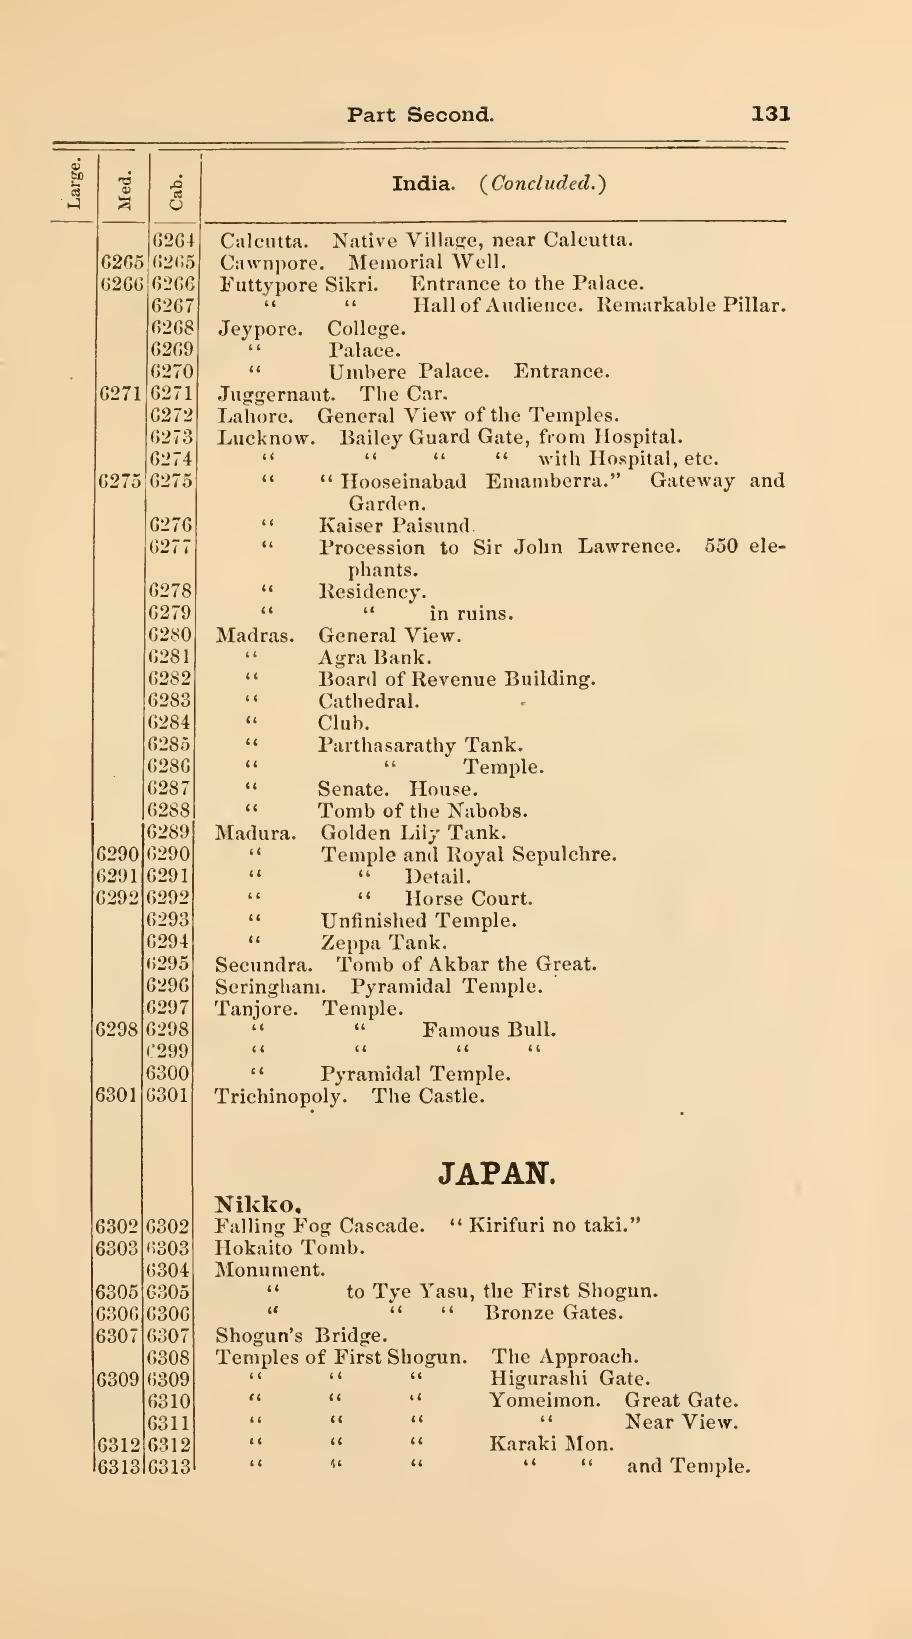 Part Second. 131
Large. Med. Cab. India. (Concluded.)
6264 Calcutta. Native Village, near Calcutta.
6265 6265 Cawnpore. Memorial Well.
6266 6266 Futtypore Sikri. Entrance to the Palace.
6267 “ “ Hall of Audience. Remarkable Pillar.
6268 Jeypore. College.
6269 “ Palace.
6270 “ Umbere Palace. Entrance.
6271 6271 Juggernaut. The Car.
6272 Lahore. General View of the Temples.
6273 Lucknow. Bailey Guard Gate, from Hospital.
6274 “ “ “ “ with Hospital, etc.
6275 6275 “ “ Hooseinabad Emamberra.” Gateway and
Garden.
6276 “ Kaiser Paisund.
6277 “ Procession to Sir John Lawrence. 550 ele-
phants.
6278 “ Residency.
6279 “ “ in ruins.
6280 Madras. General View.
6281 “ Agra Bank.
6282 “ Board of Revenue Building.
6283 “ Cathedral.
6284 “ Club.
6285 “ Parthasarathy Tank.
6286 “ “ Temple.
6287 “ Senate. House.
6288 “ Tomb of the Nabobs.
6289 Madura. Golden Lily Tank.
6290 6290 “ Temple and Royal Sepulchre.
6291 6291 “ “ Detail.
6292 6292 “ “ Horse Court.
6293 “ Unfinished Temple.
6294 “ Zeppa Tank.
6295 Secundra. Tomb of Akbar the Great.
6296 Seringham. Pyramidal Temple.
6297 Tanjore. Temple.
6298 6298 “ “ Famous Bull.
6299 “ “ “ “
6300 “ Pyramidal Temple.
6301 6301 Trichinopoly. The Castle.
JAPAN.
Nikko.
6302 6302 Falling Fog Cascade. “ Kirifuri no taki.”
6303 6303 Hokaito Tomb.
6304 Monument.
6305 6305 “ to Tye Yasu, the First Shogun.
6306 6306 “ “ “ Bronze Gates.
6307 6307 Shogun's Bridge.
6308 Temples of First Shogun. The Approach.
6309 6309 “ “ “ Higurashi Gate.
6310 “ “ “ Yomeimon. Great Gate.
6311 “ “ “ “ Near View.
6312 6312 “ “ “ Karaki Mon.
6313 6313 “ “ “ “ “ and Temple.